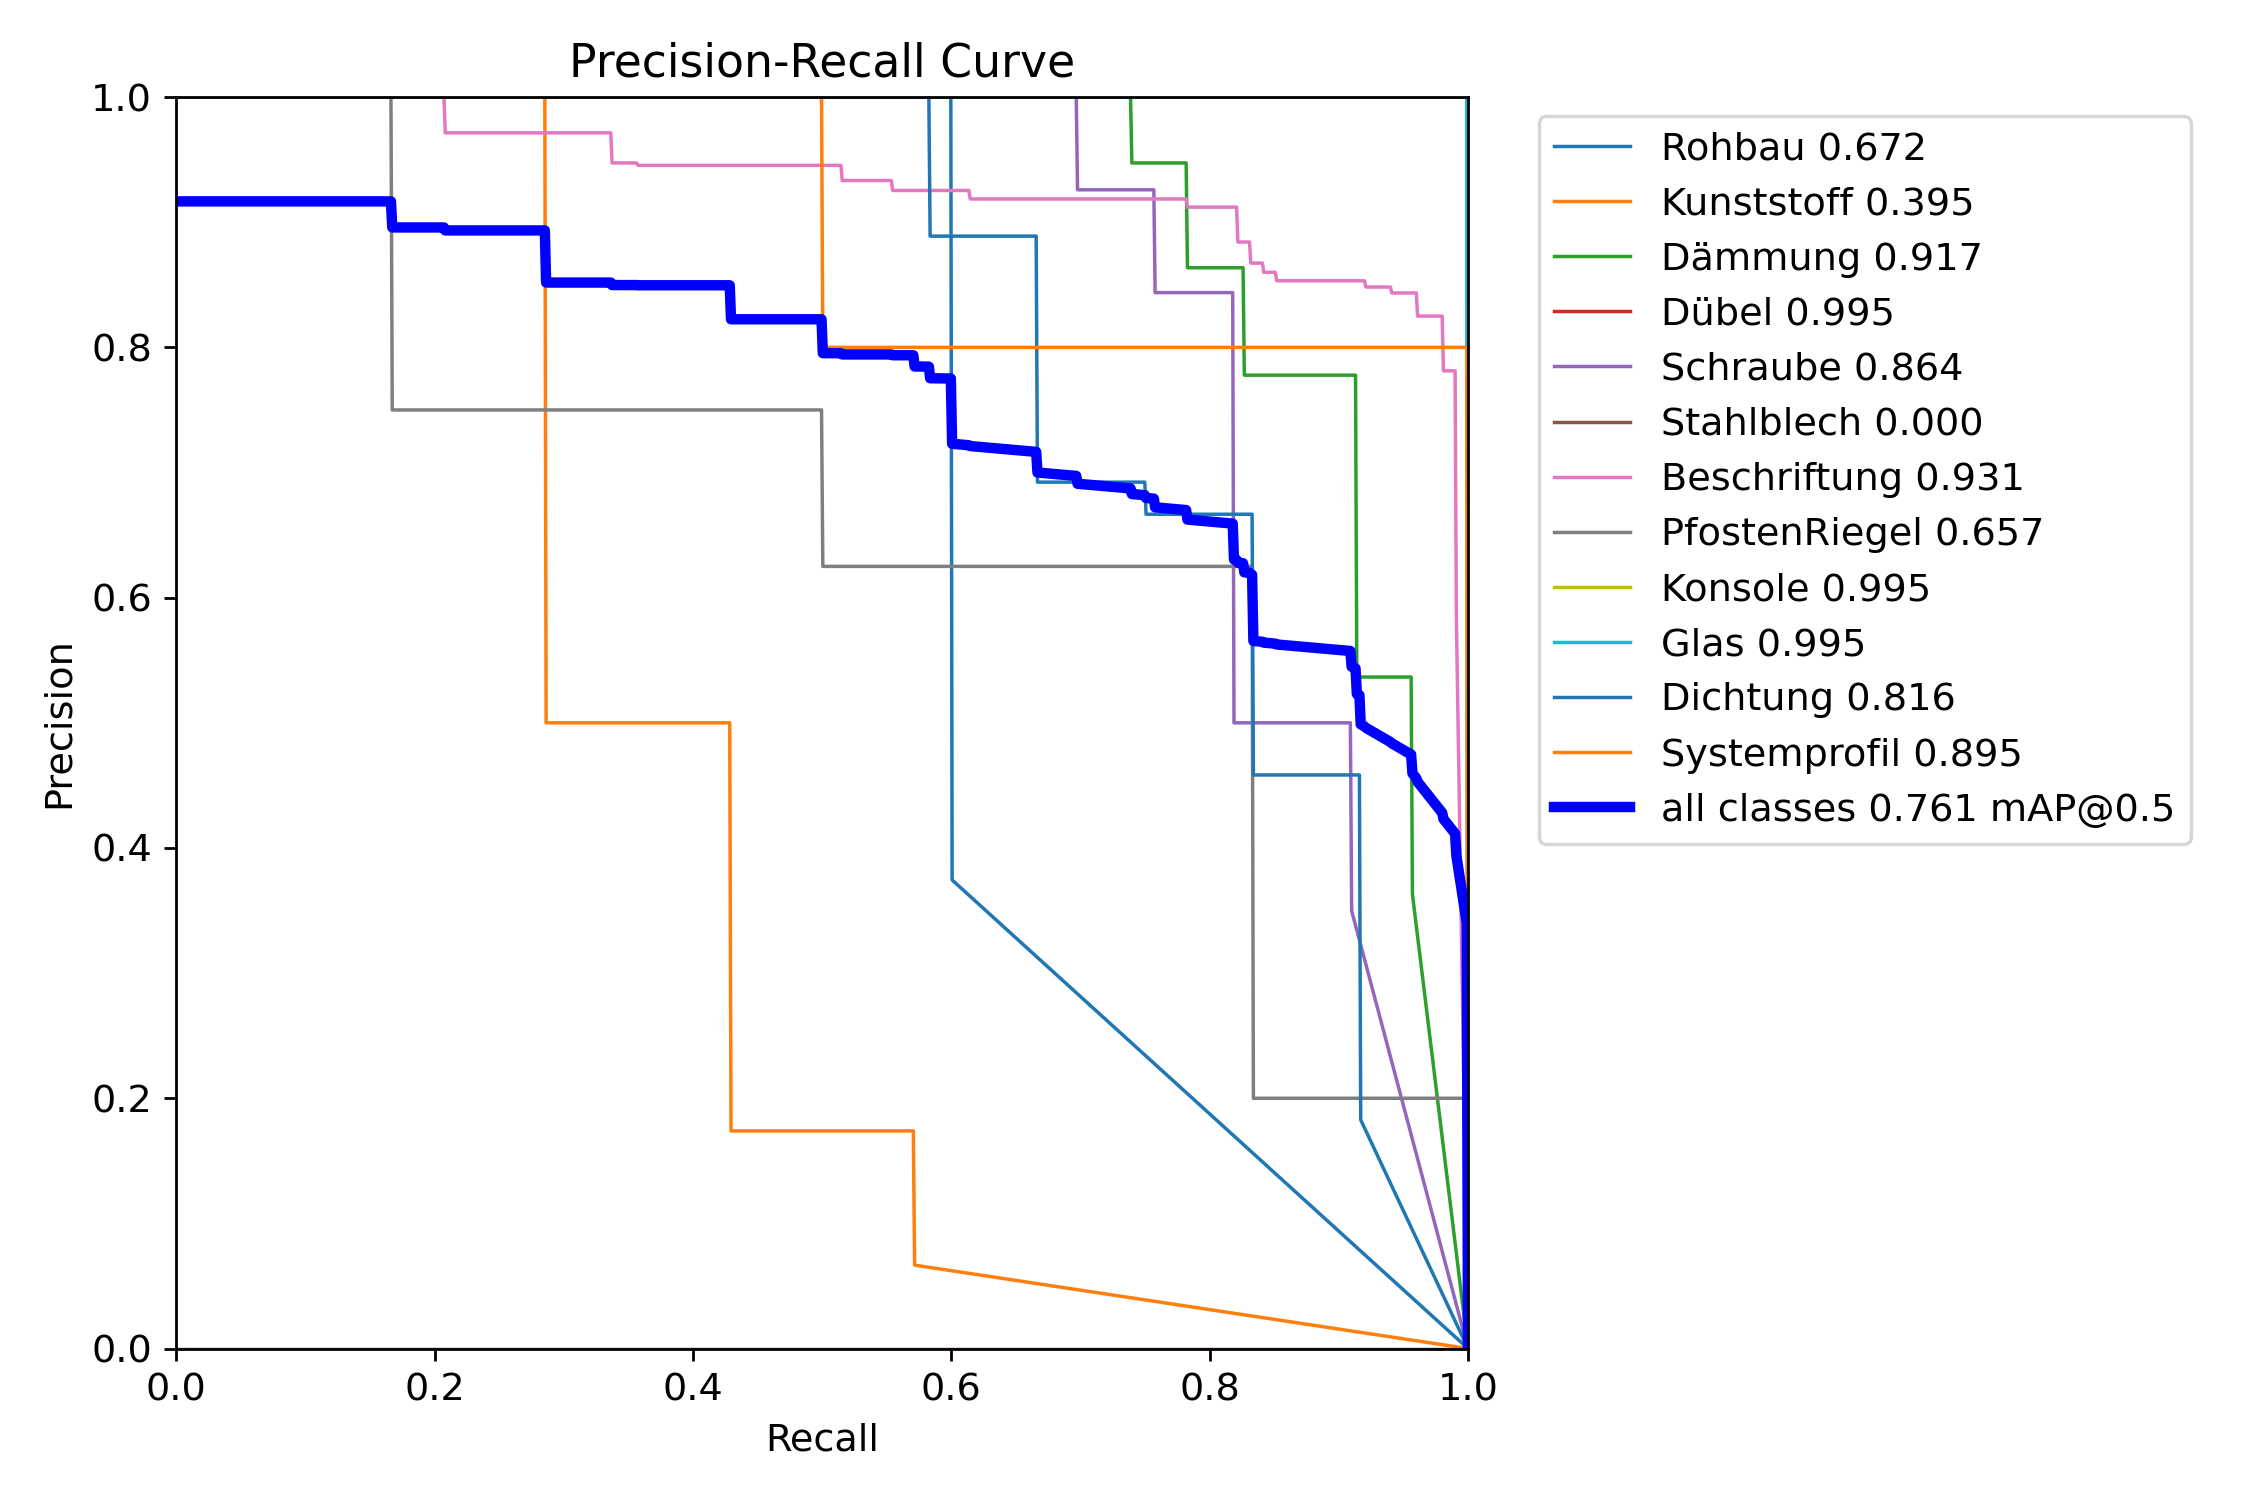 Precision-Recall Curve
1.0
0.8
0.6
0.4
0.2
0.0
Precision
0.0 0.2 0.4 0.6 0.8 1.0
Recall
Rohbau 0.672
Kunststoff 0.395
Dämmung 0.917
Dübel 0.995
Schraube 0.864
Stahlblech 0.000
Beschriftung 0.931
PfostenRiegel 0.657
Konsole 0.995
Glas 0.995
Dichtung 0.816
Systemprofil 0.895
all classes 0.761 mAP@0.5